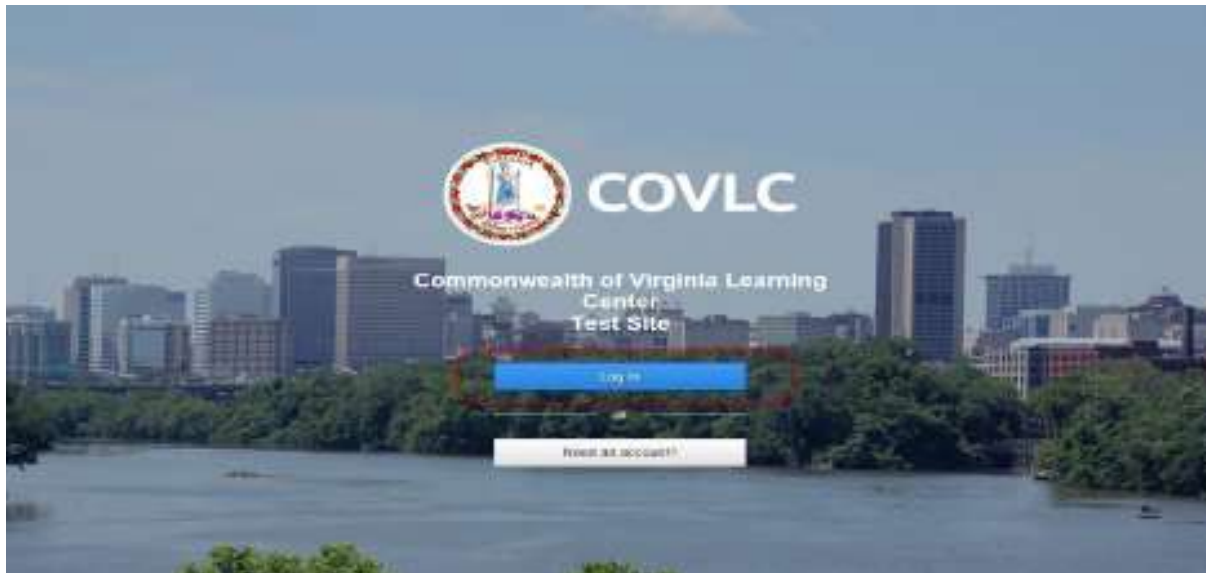 COVLC
Commonwealth of Virginia Learning
Center
Test Site
Log In
Need an account?